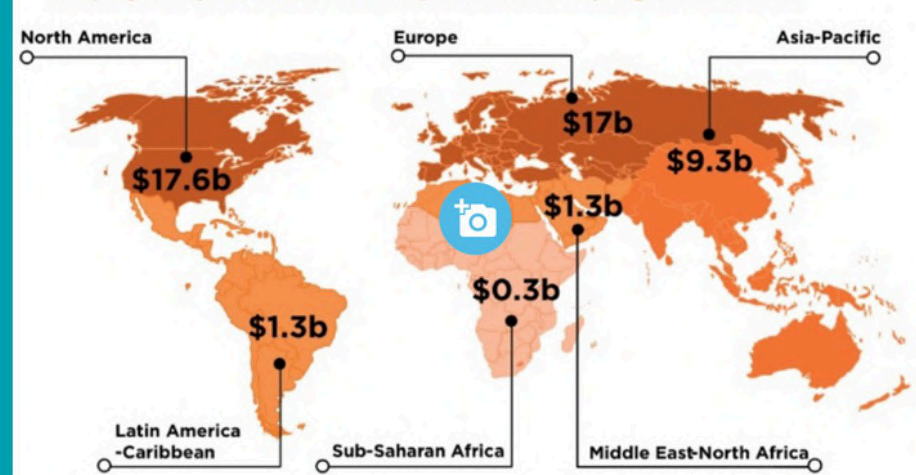 North America
Europe
Asia-Pacific
$17b
$9.3b
$17.6b
$1.3b
$0.3b
$1.3b
Latin America
-Caribbean
Sub-Saharan Africa
Middle East-North Africa